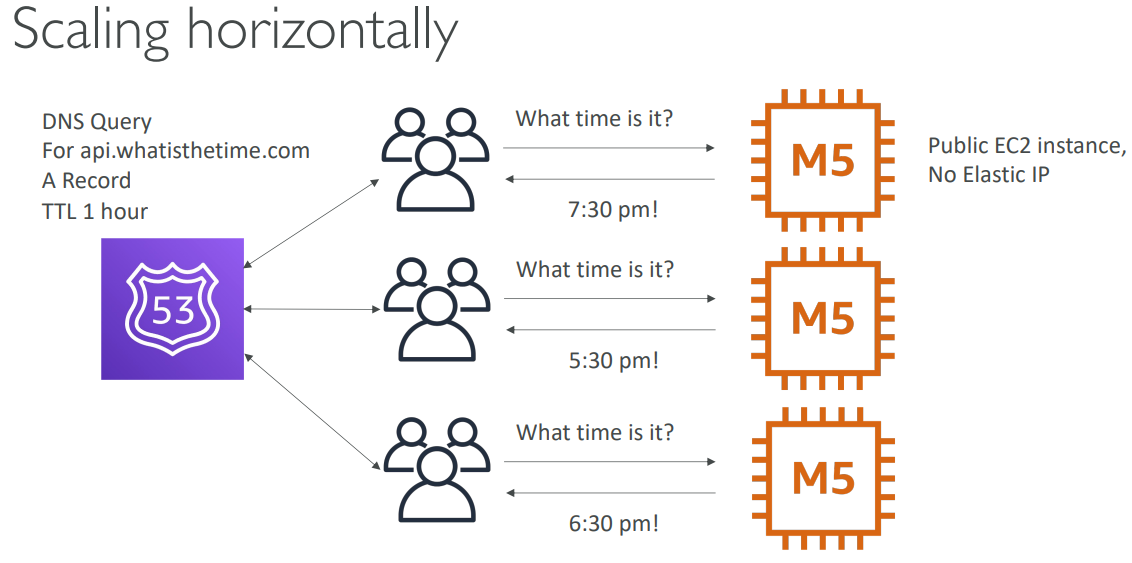 Scaling horizontally
DNS Query
For api.whatisthetime.com
A Record
TTL 1 hour
53
What time is it?
7:30 pm!
M5
Public EC2 instance,
No Elastic IP
What time is it?
5:30 pm!
M5
What time is it?
6:30 pm!
M5